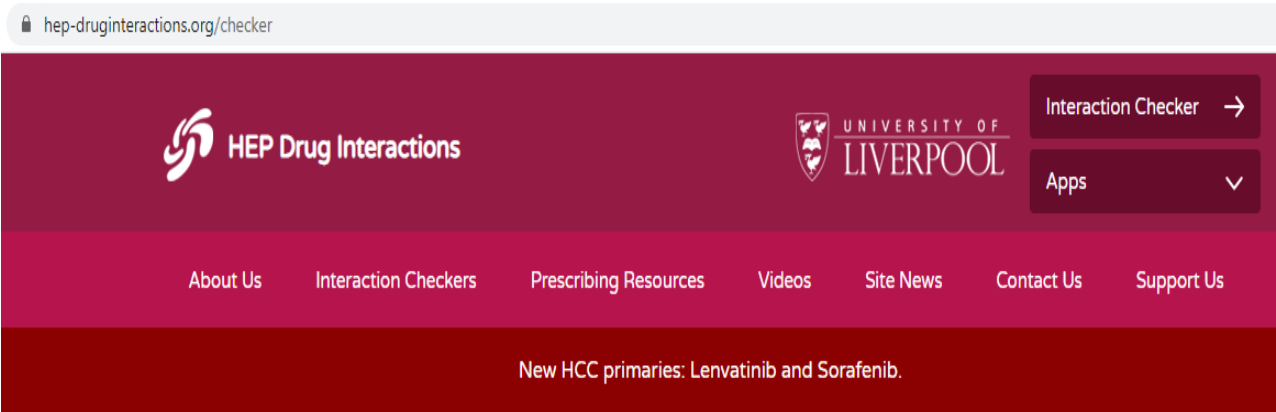 hep-druginteractions.org/checker
HEP Drug Interactions
UNIVERSITY OF
LIVERPOOL
Interaction Checker →
Apps
About Us Interaction Checkers Prescribing Resources Videos Site News Contact Us Support Us
New HCC primaries: Lenvatinib and Sorafenib.